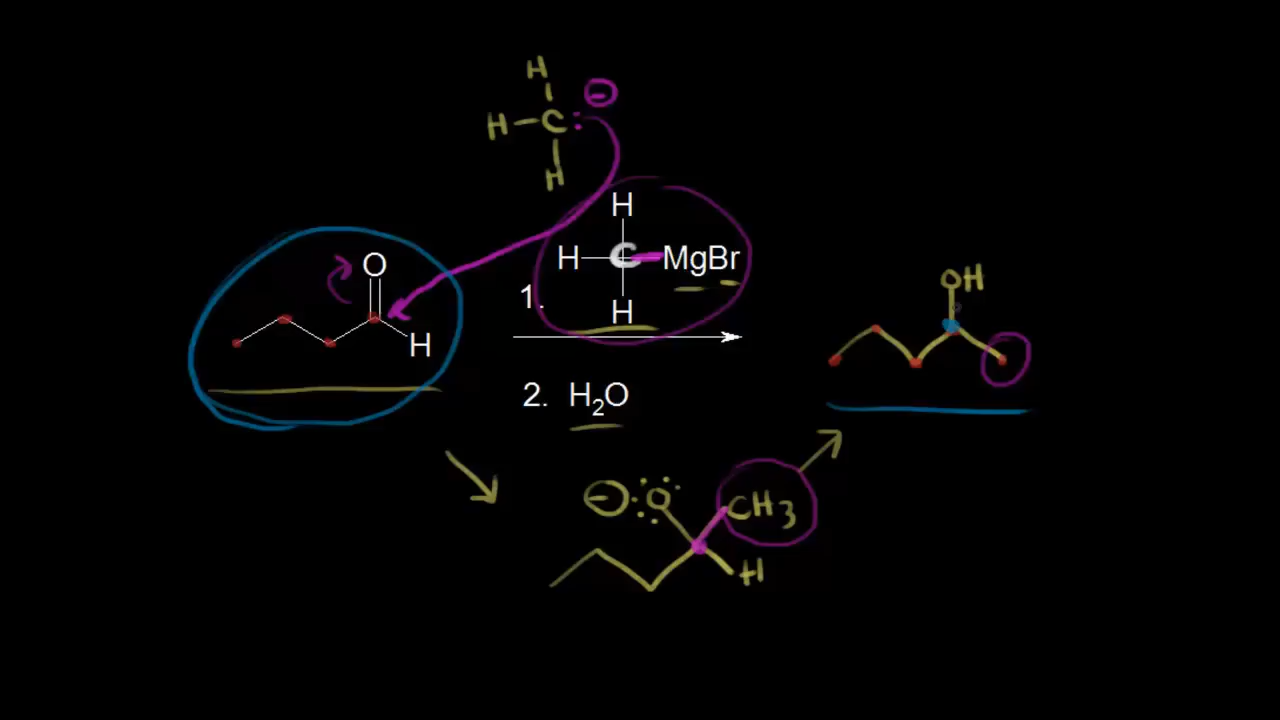 H
H C : ⊖
H
H
H C MgBr
1. H
O
H
2. H₂O
OH
⊖ O CH3
H